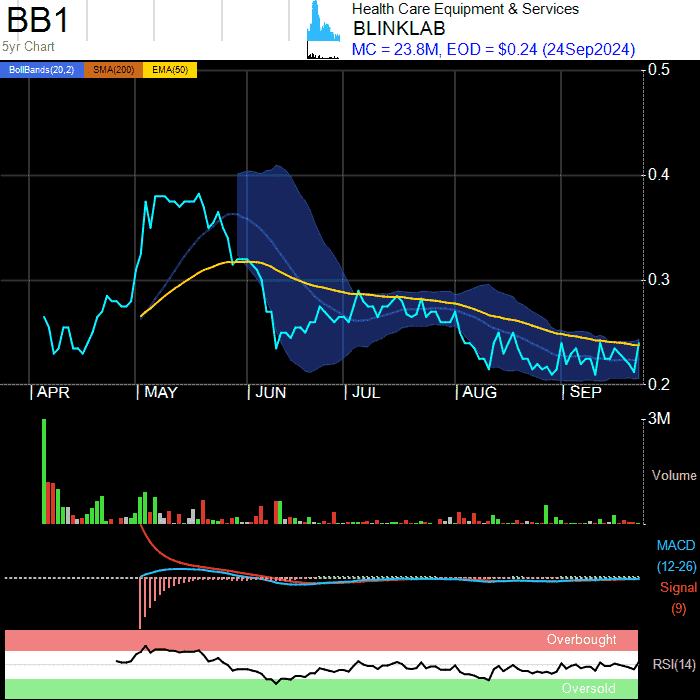 BB1
5yr Chart
Health Care Equipment & Services
BLINKLAB
MC = 23.8M, EOD = $0.24 (24Sep2024)
BollBands(20,2) SMA(200) EMA(50)
0.5
0.4
0.3
0.2
APR MAY JUN JUL AUG SEP
3M
Volume
MACD
(12-26)
Signal
(9)
Overbought
RSI(14)
Oversold